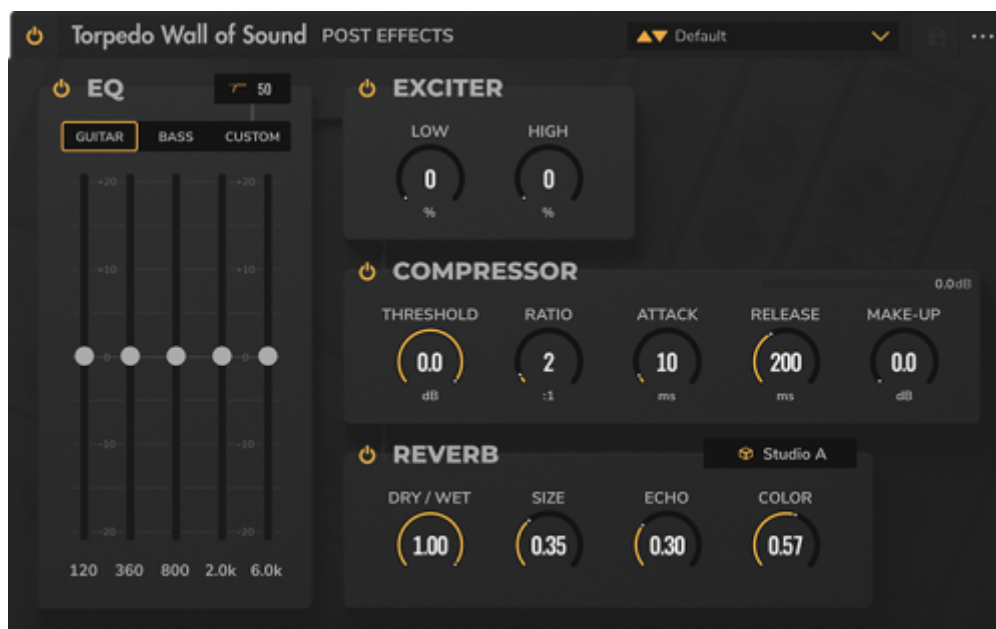 Torpedo Wall of Sound POST EFFECTS Default
EQ 50
GUITAR BASS CUSTOM
+20 +20
+10 +10
0 0
-10 -10
-20 -20
120 360 800 2.0k 6.0k
EXCITER
LOW HIGH
0 0
% %
COMPRESSOR
0.0dB
THRESHOLD RATIO ATTACK RELEASE MAKE-UP
0.0 2 10 200 0.0
dB :1 ms ms dB
REVERB Studio A
DRY / WET SIZE ECHO COLOR
1.00 0.35 0.30 0.57